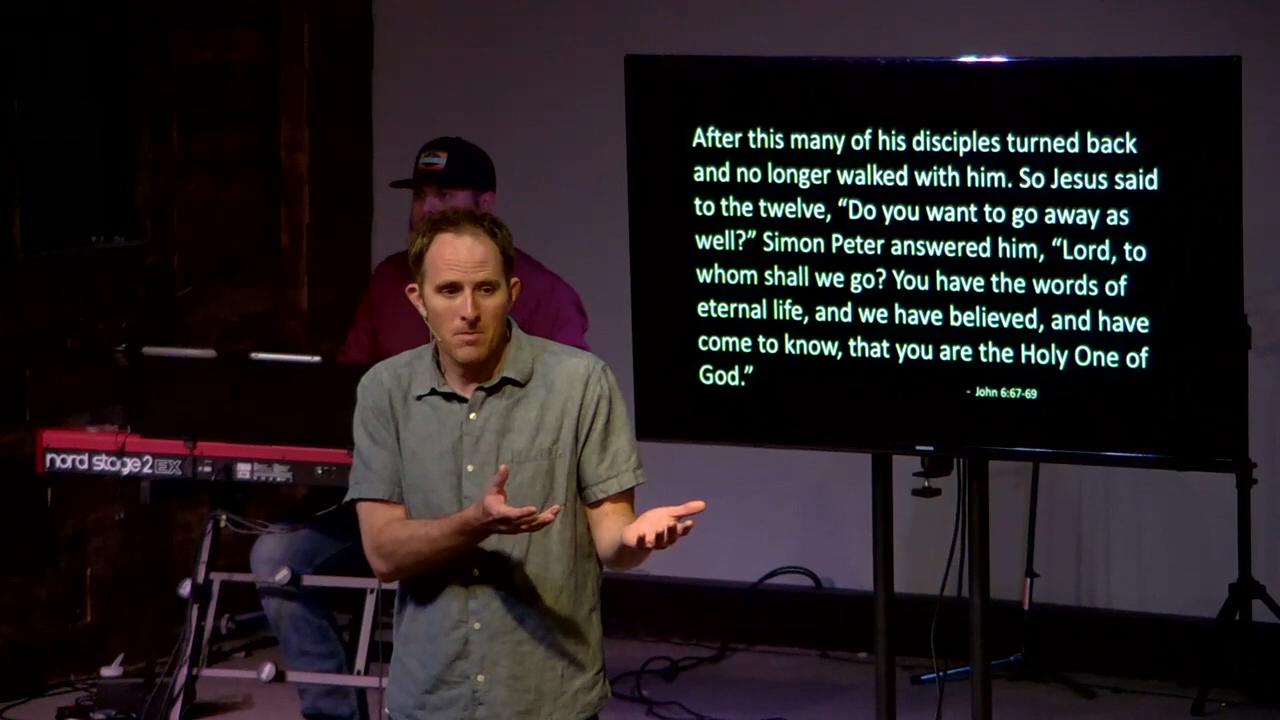 After this many of his disciples turned back
and no longer walked with him. So Jesus said
to the twelve, “Do you want to go away as
well?” Simon Peter answered him, “Lord, to
whom shall we go? You have the words of
eternal life, and we have believed, and have
come to know, that you are the Holy One of
God.”
- John 6:67-69
nord stage 2 EX